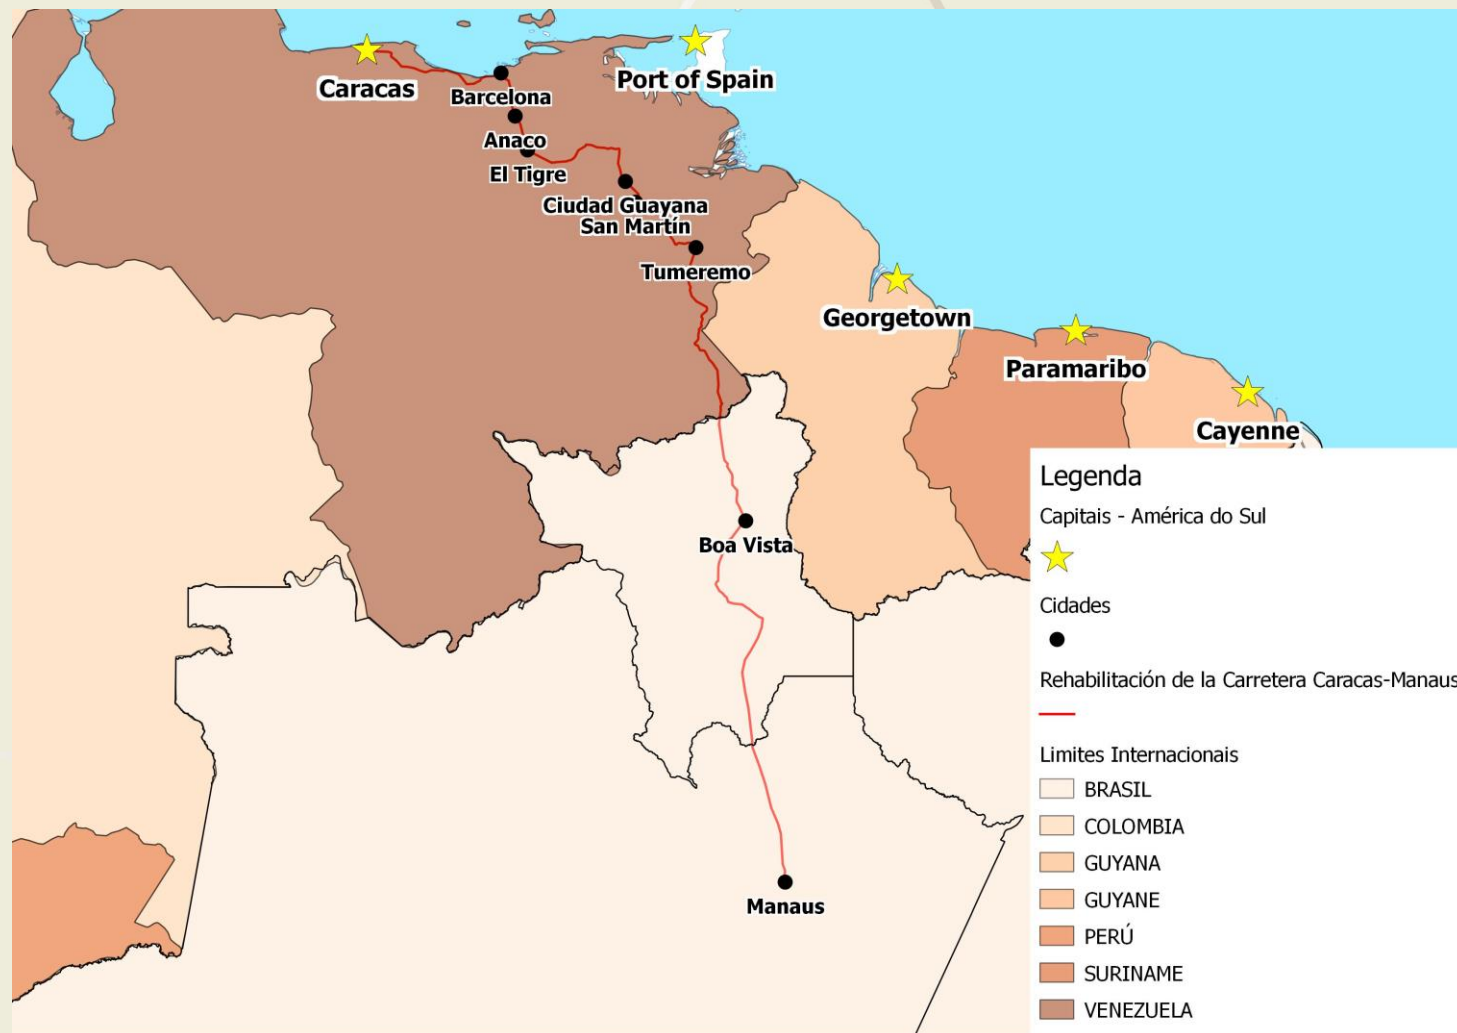 Caracas
Port of Spain
Barcelona
Anaco
El Tigre
Ciudad Guayana
San Martín
Tumeremo
Georgetown
Paramaribo
Cayenne
Boa Vista
Manaus
Legenda
Capitais - América do Sul
Cidades
Rehabilitación de la Carretera Caracas-Manaus
Limites Internacionais
BRASIL
COLOMBIA
GUYANA
GUYANE
PERÚ
SURINAME
VENEZUELA